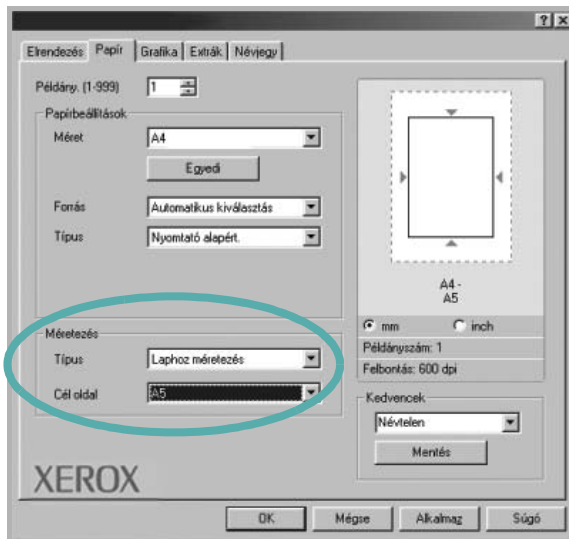 ? ×
Elrendezés Papír Grafika Extrák Névjegy
Példány. (1-999) 1
Papírbeállítások
Méret A4
Egyedi
Forrás Automatikus kiválasztás
Típus Nyomtató alapért.
A4 -
A5
mm inch
Példányszám: 1
Felbontás: 600 dpi
Méretezés
Típus Laphoz méretezés
Cél oldal A5
Kedvencek
Névtelen
Mentés
XEROX
OK Mégse Alkalmaz Súgó